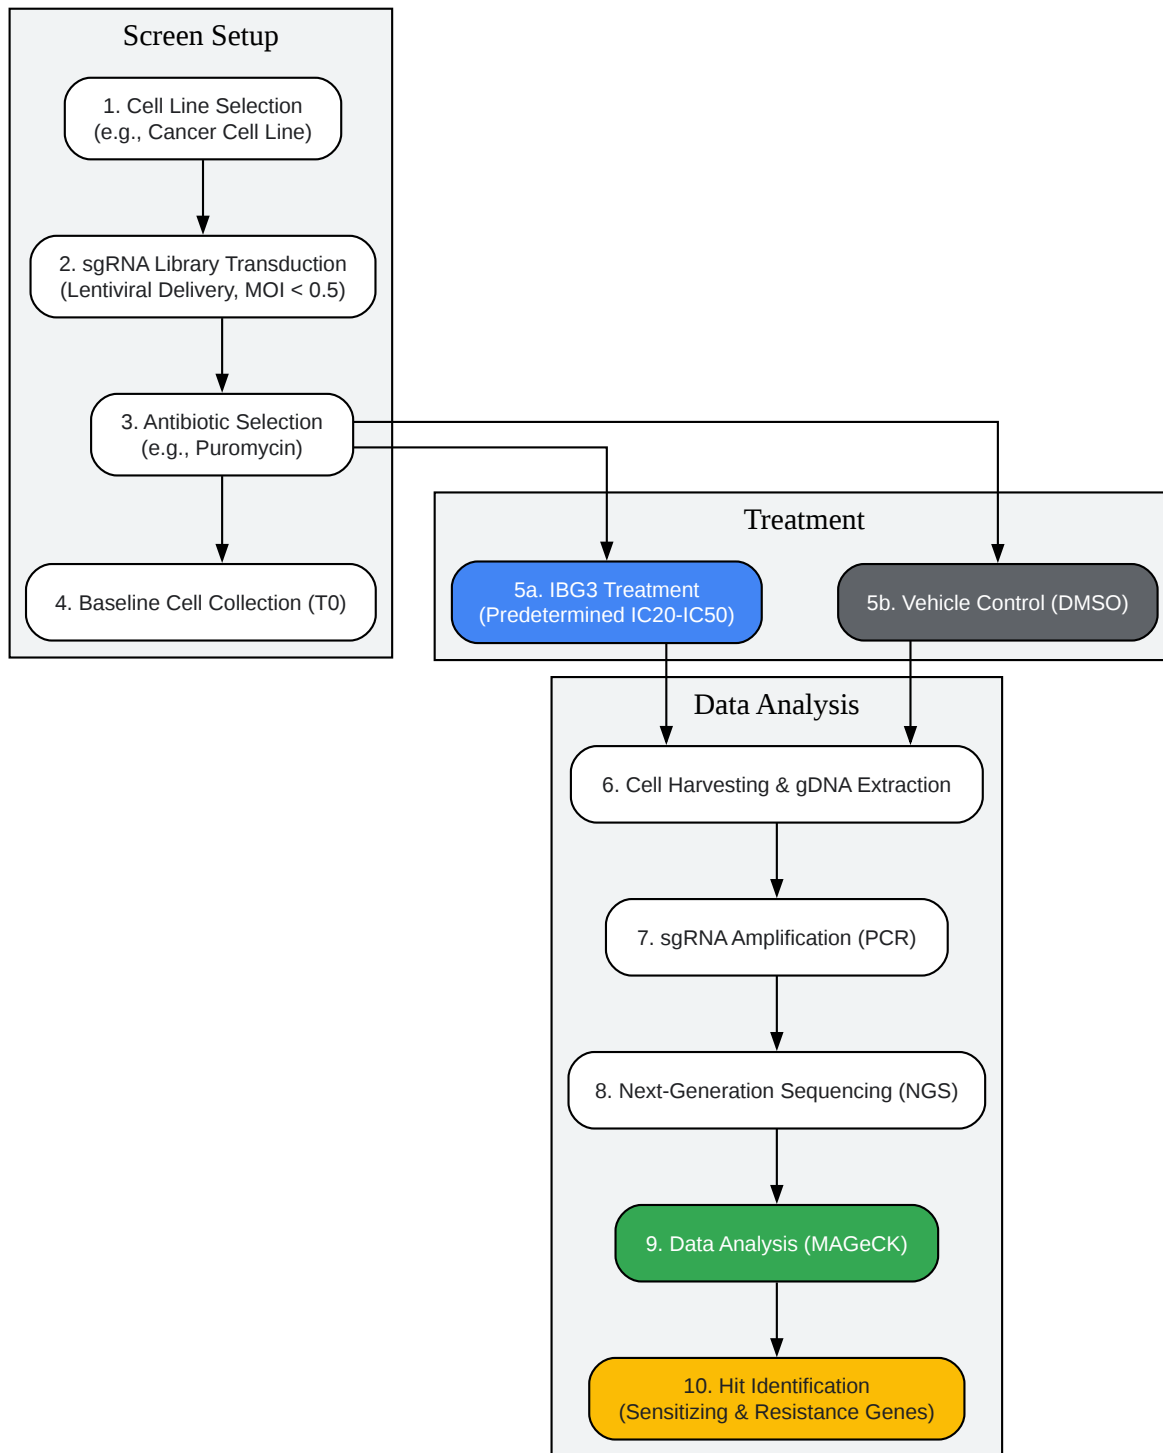 Screen Setup
1. Cell Line Selection
(e.g., Cancer Cell Line)
2. sgRNA Library Transduction
(Lentiviral Delivery, MOI < 0.5)
3. Antibiotic Selection
(e.g., Puromycin)
4. Baseline Cell Collection (T0)
Treatment
5a. IBG3 Treatment
(Predetermined IC20-IC50)
5b. Vehicle Control (DMSO)
Data Analysis
6. Cell Harvesting & gDNA Extraction
7. sgRNA Amplification (PCR)
8. Next-Generation Sequencing (NGS)
9. Data Analysis (MAGeCK)
10. Hit Identification
(Sensitizing & Resistance Genes)